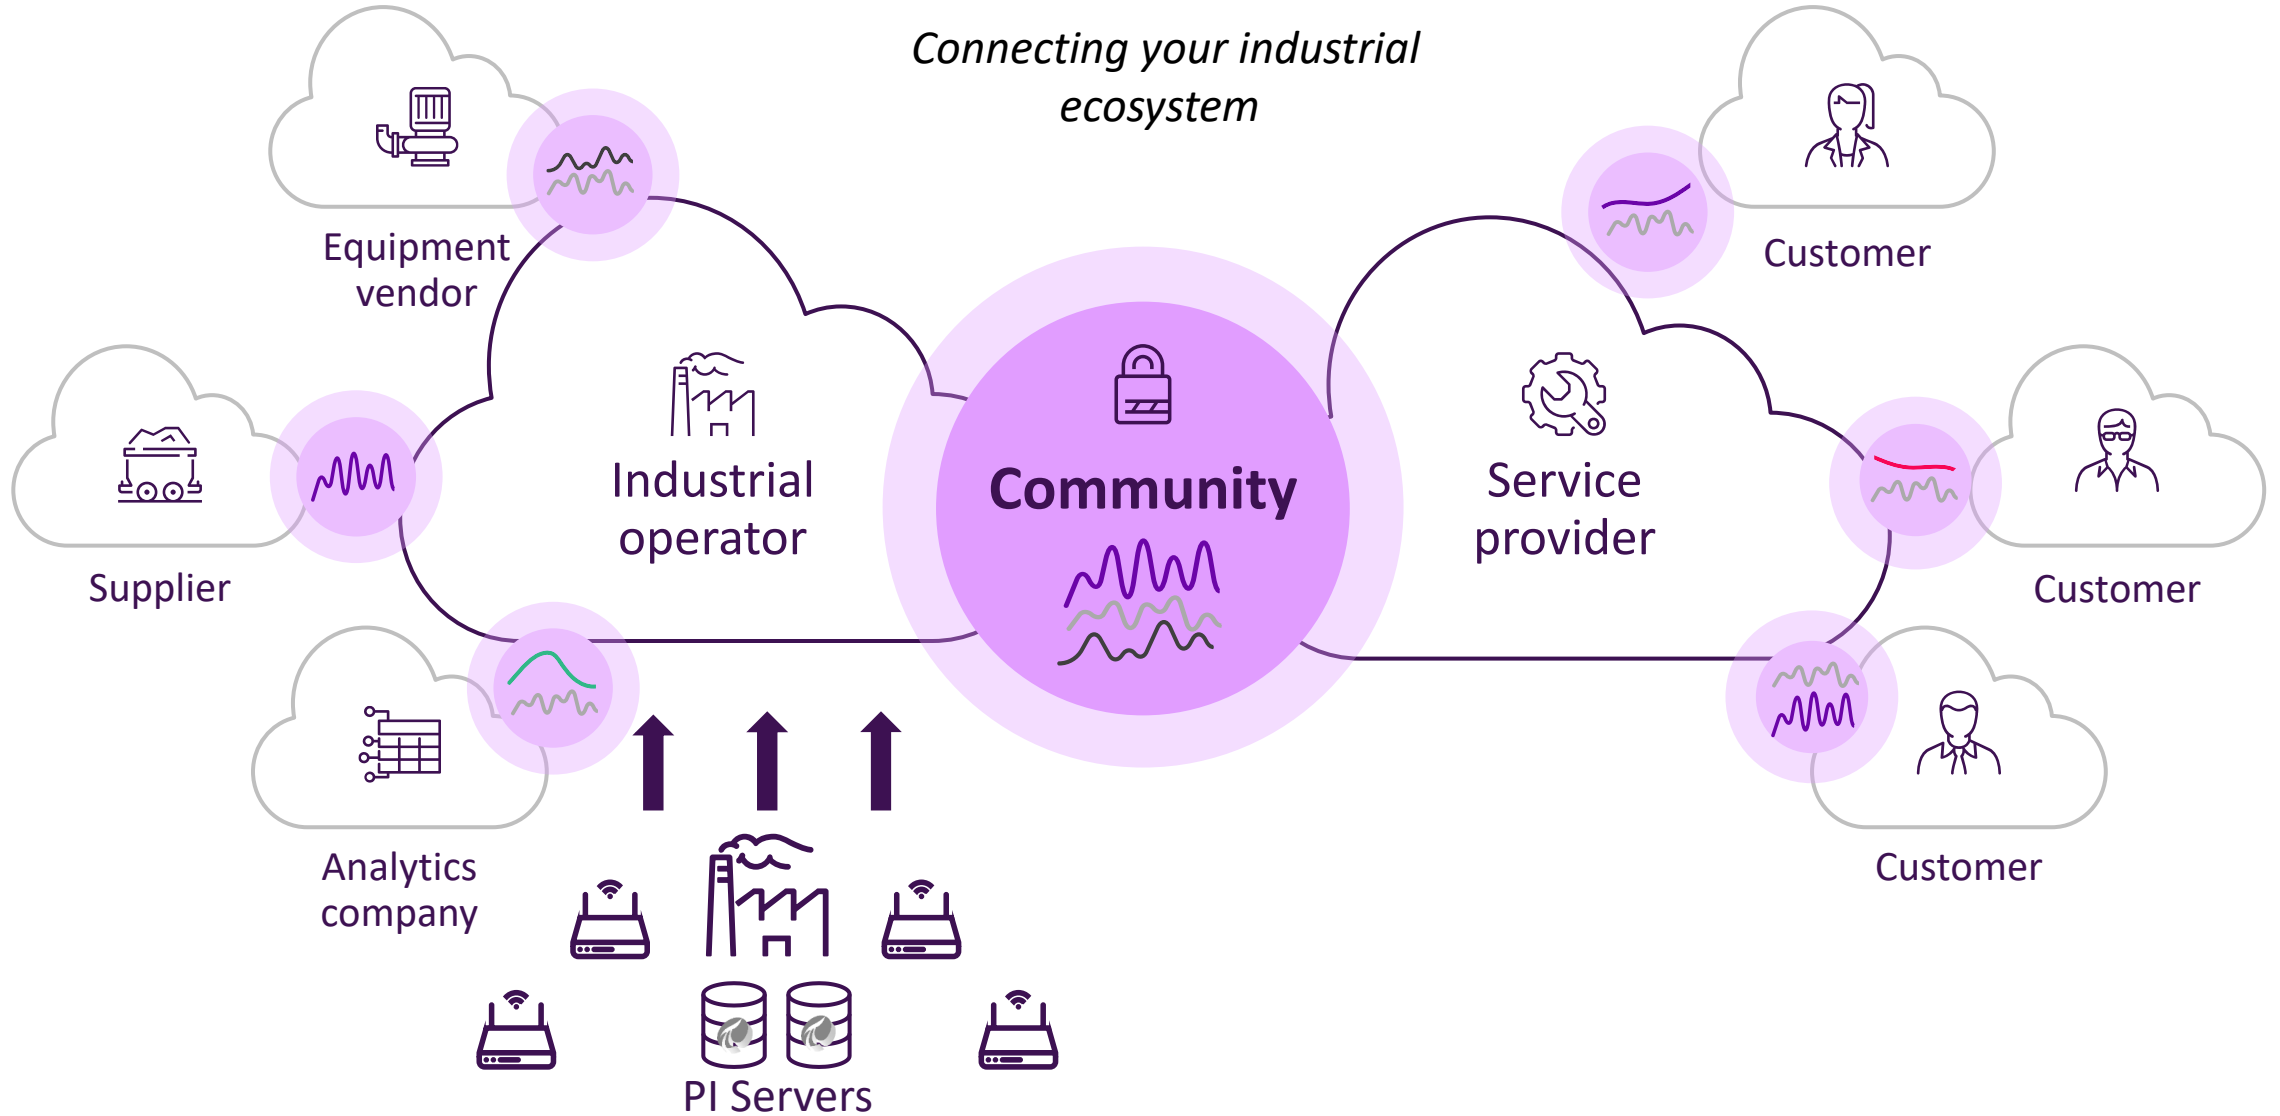 Connecting your industrial
ecosystem
Equipment
vendor
Customer
Industrial
operator
Community
Service
provider
Supplier
Customer
Analytics
company
Customer
PI Servers